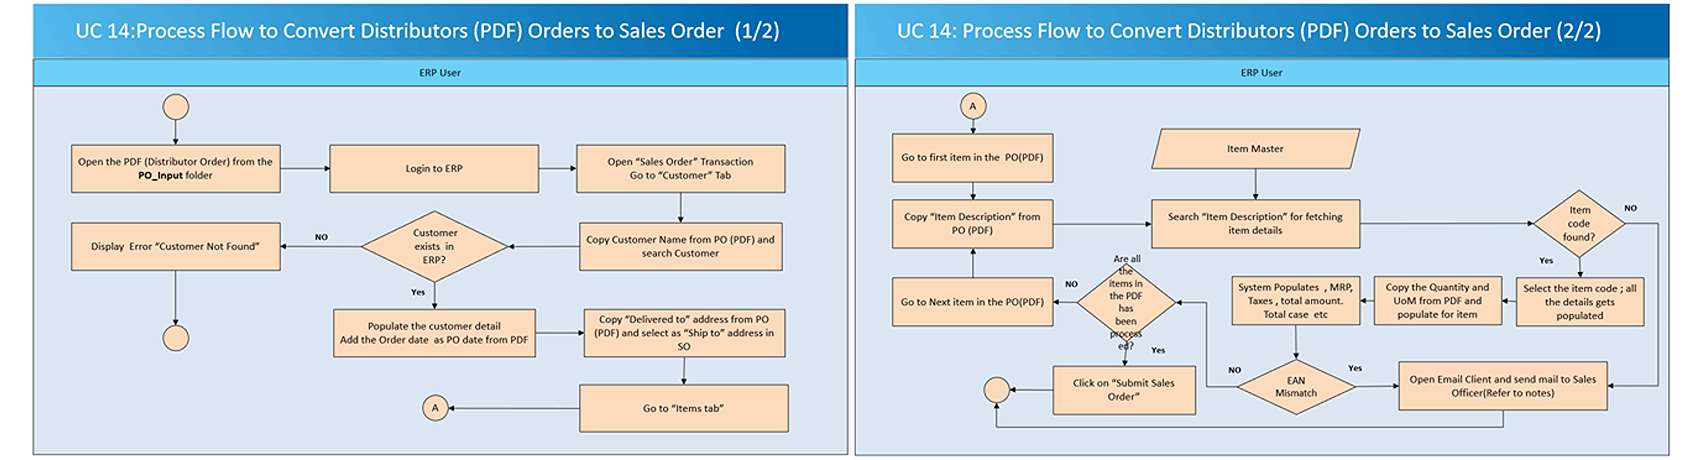 UC 14:Process Flow to Convert Distributors (PDF) Orders to Sales Order (1/2)
ERP User
Open the PDF (Distributor Order) from the
PO_Input folder
Login to ERP
Open “Sales Order” Transaction
Go to “Customer” Tab
Display Error “Customer Not Found”
NO
Customer
exists in
ERP?
Copy Customer Name from PO (PDF) and
search Customer
Yes
Populate the customer detail
Add the Order date as PO date from PDF
Copy “Delivered to” address from PO
(PDF) and select as “Ship to” address in
SO
A
Go to “Items tab”
UC 14: Process Flow to Convert Distributors (PDF) Orders to Sales Order (2/2)
ERP User
A
Go to first item in the PO(PDF)
Item Master
Copy “Item Description” from
PO (PDF)
Search “Item Description” for fetching
item details
Item
code
found?
NO
Yes
Go to Next item in the PO(PDF)
NO
Are all
the
items in
the PDF
has
been
process
ed?
System Populates , MRP,
Taxes , total amount.
Total case etc
Copy the Quantity and
UoM from PDF and
populate for item
Select the item code ; all
the details gets
populated
Yes
Click on “Submit Sales
Order”
NO
EAN
Mismatch
Yes
Open Email Client and send mail to Sales
Officer(Refer to notes)